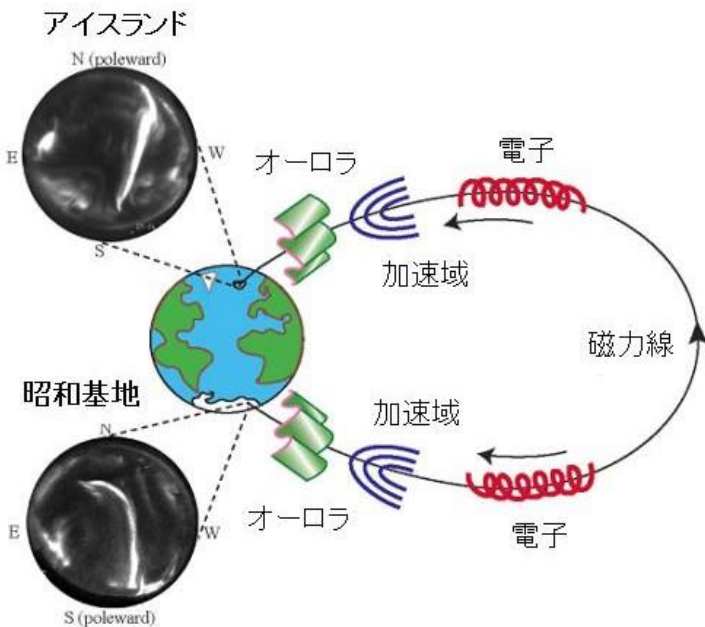 アイスランド
N (poleward)
E
W
S
オーロラ
電子
加速域
磁力線
昭和基地
N
E
W
S (poleward)
加速域
オーロラ
電子